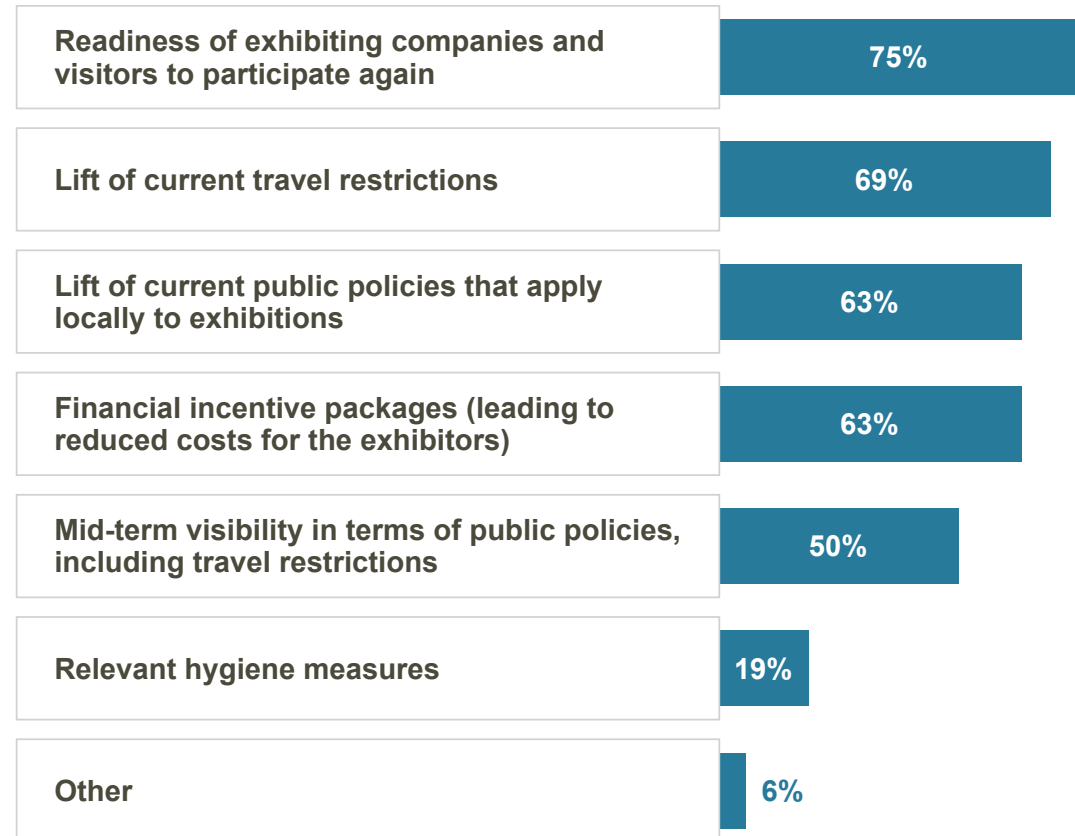 Readiness of exhibiting companies and
visitors to participate again
75%
Lift of current travel restrictions
69%
Lift of current public policies that apply
locally to exhibitions
63%
Financial incentive packages (leading to
reduced costs for the exhibitors)
63%
Mid-term visibility in terms of public policies,
including travel restrictions
50%
Relevant hygiene measures
19%
Other
6%